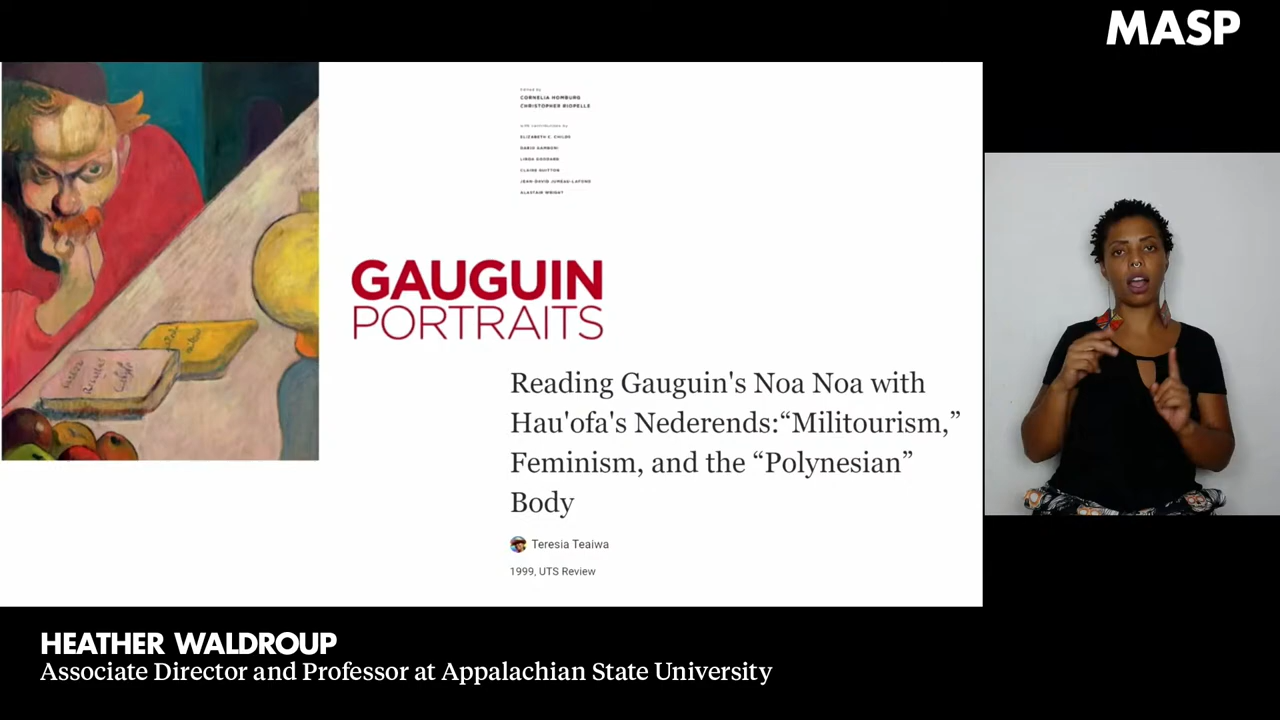 MASP
Edited by
CORNELIA HOMBURG
CHRISTOPHER RIOPELLE
with contributions by
ELIZABETH C. CHILDS
DARIO GAMBONI
LINDA GODDARD
CLAIRE GUITTON
JEAN-DAVID JUMEAU-LAFOND
ALASTAIR WRIGHT
GAUGUIN
PORTRAITS
Reading Gauguin's Noa Noa with
Hau'ofa's Nederends:“Militourism,”
Feminism, and the “Polynesian”
Body
Teresia Teaiwa
1999, UTS Review
HEATHER WALDROUP
Associate Director and Professor at Appalachian State University